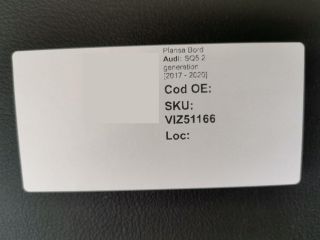 Plansa Bord
Audi: SQ5 2
generation
[2017 - 2020]
Cod OE:
SKU:
VIZ51166
Loc: